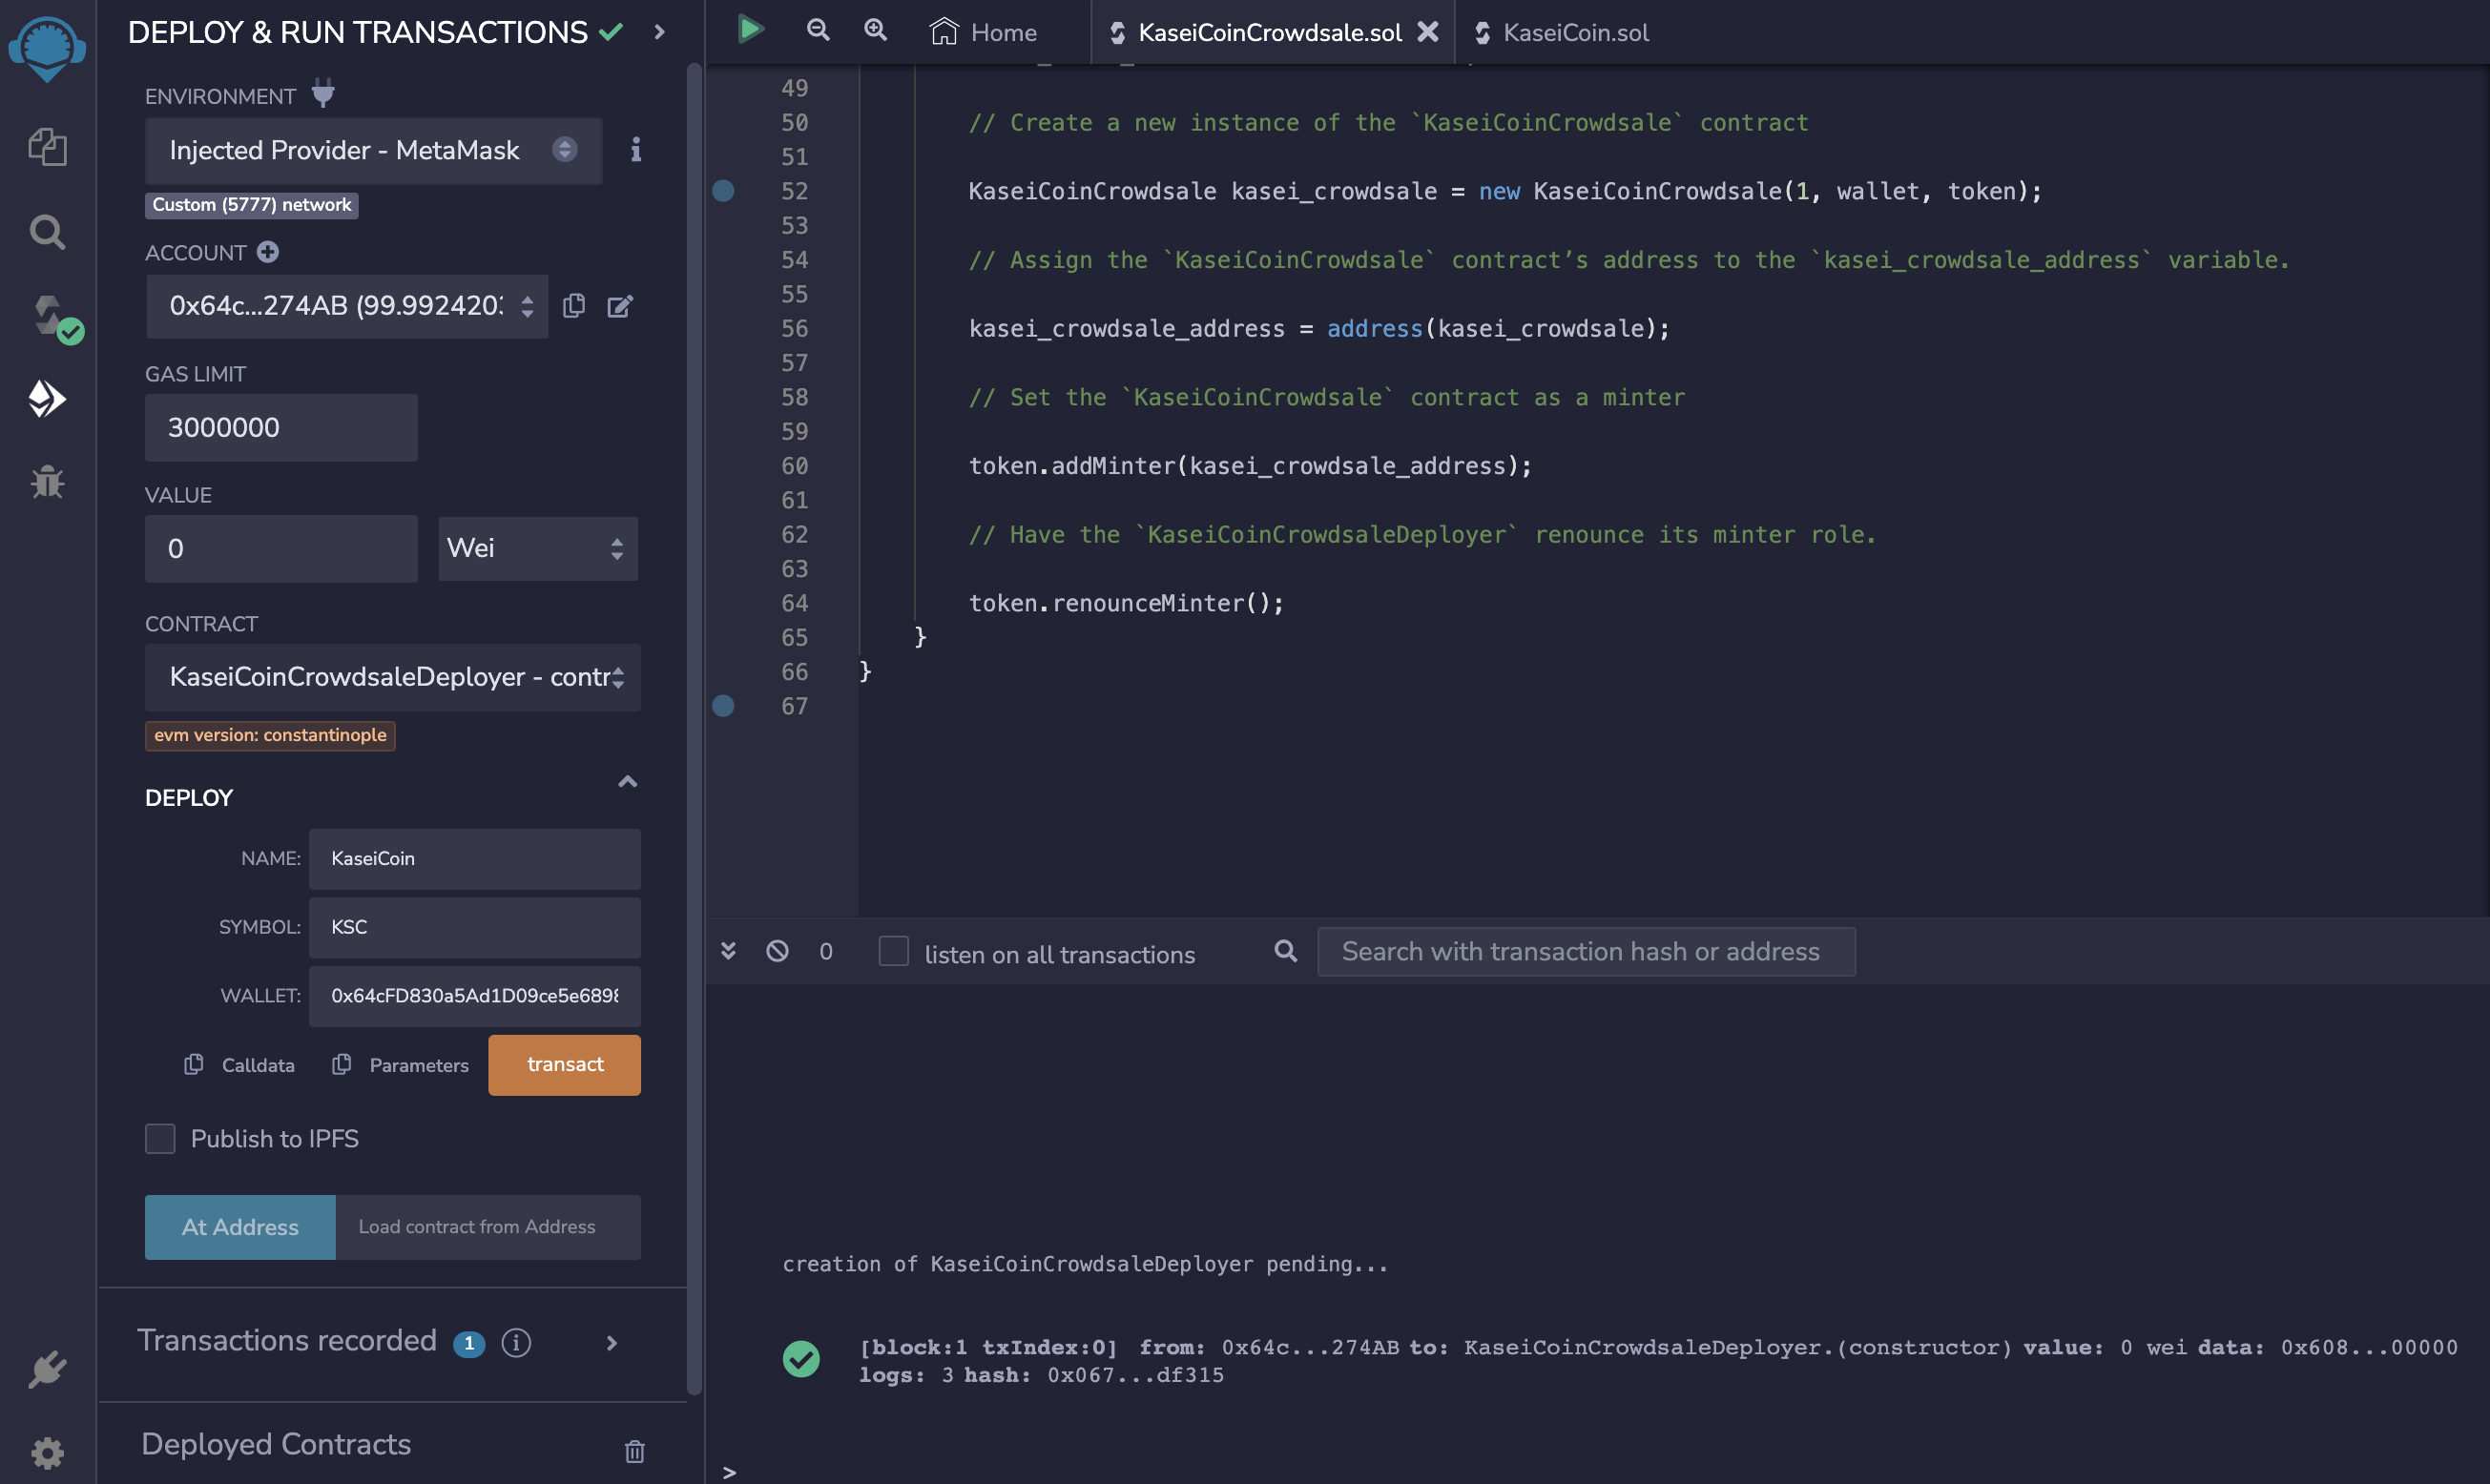 DEPLOY & RUN TRANSACTIONS
ENVIRONMENT
Injected Provider - MetaMask
Custom (5777) network
ACCOUNT
0x64c...274AB (99.9924203
GAS LIMIT
3000000
VALUE
0
Wei
CONTRACT
KaseiCoinCrowdsaleDeployer - contr
evm version: constantinople
DEPLOY
NAME:
KaseiCoin
SYMBOL:
KSC
WALLET:
0x64cFD830a5Ad1D09ce5e6898
Calldata
Parameters
transact
Publish to IPFS
At Address
Load contract from Address
Transactions recorded 1 i
Deployed Contracts
Home
KaseiCoinCrowdsale.sol
KaseiCoin.sol
49
50 // Create a new instance of the `KaseiCoinCrowdsale` contract
51
52 KaseiCoinCrowdsale kasei_crowdsale = new KaseiCoinCrowdsale(1, wallet, token);
53
54 // Assign the `KaseiCoinCrowdsale` contract’s address to the `kasei_crowdsale_address` variable.
55
56 kasei_crowdsale_address = address(kasei_crowdsale);
57
58 // Set the `KaseiCoinCrowdsale` contract as a minter
59
60 token.addMinter(kasei_crowdsale_address);
61
62 // Have the `KaseiCoinCrowdsaleDeployer` renounce its minter role.
63
64 token.renounceMinter();
65 }
66 }
67
0
listen on all transactions
Search with transaction hash or address
creation of KaseiCoinCrowdsaleDeployer pending...
[block:1 txIndex:0] from: 0x64c...274AB to: KaseiCoinCrowdsaleDeployer.(constructor) value: 0 wei data: 0x608...00000
logs: 3 hash: 0x067...df315
>